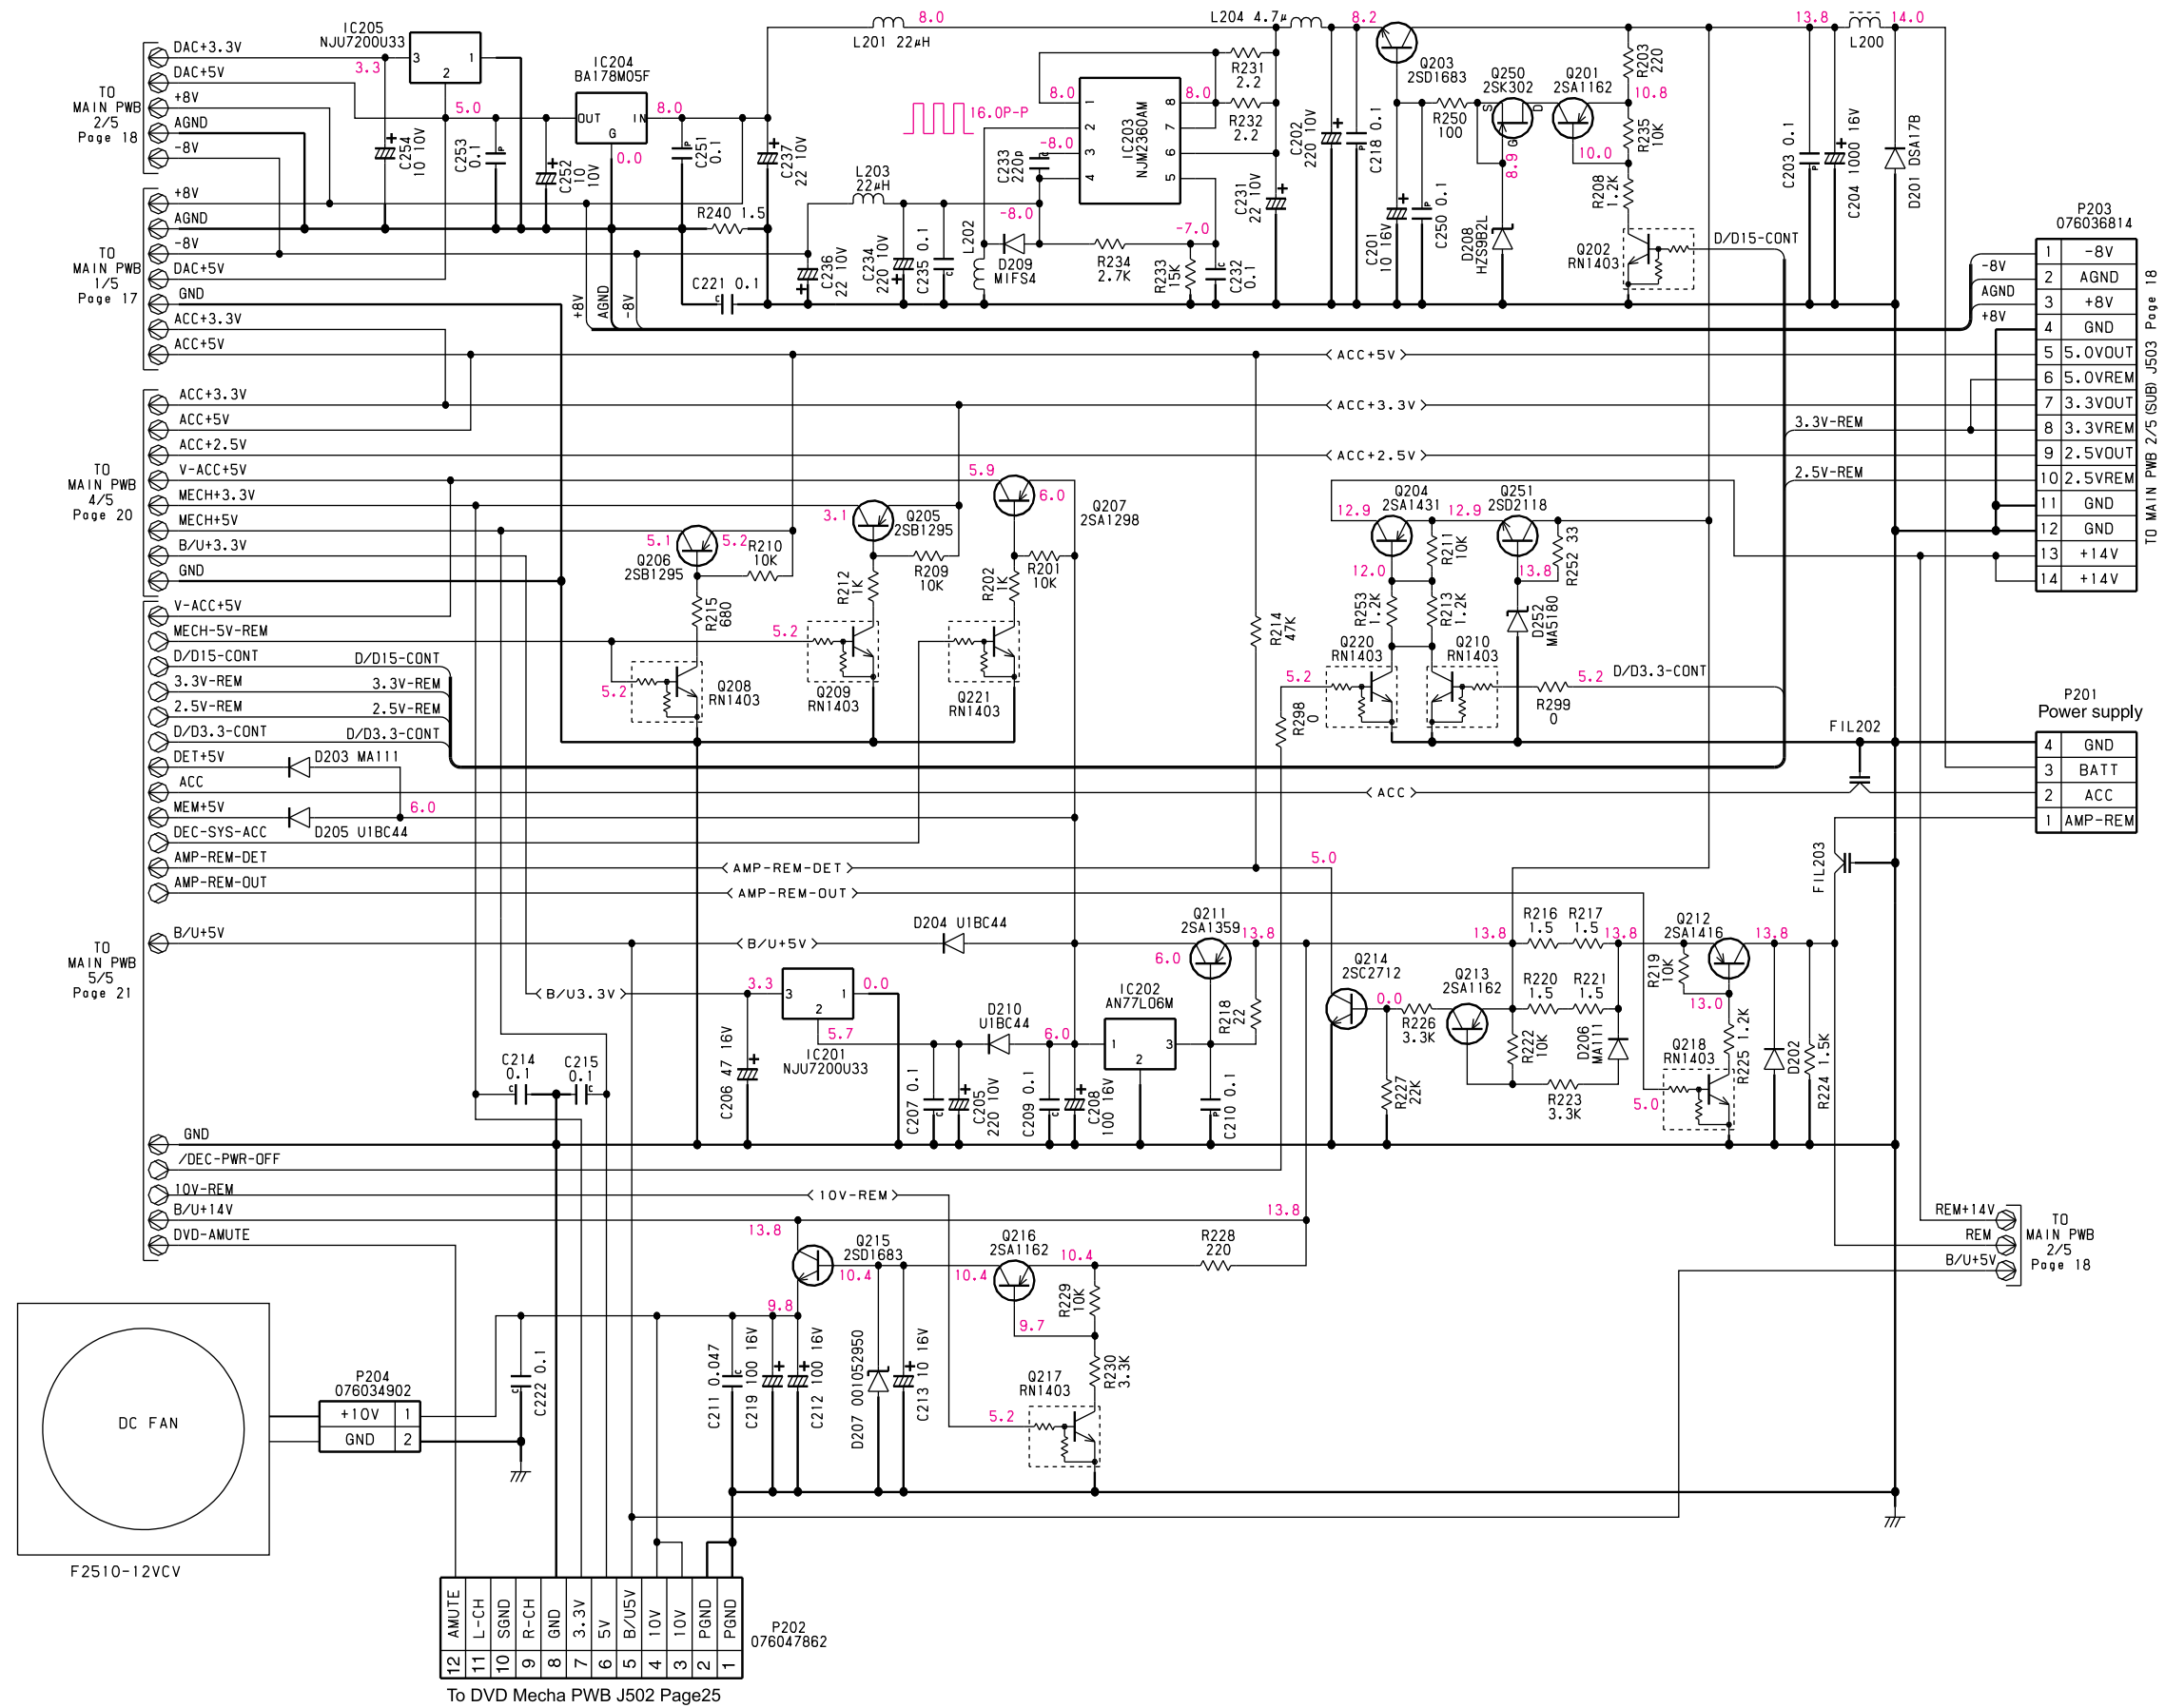 IC205
NJU7200U33
DAC+3.3V
3.3
3
1
2
DAC+5V
+8V
AGND
-8V
TO
MAIN PWB
2/5
Page 18
5.0
IC204
BA178M05F
OUT
IN
G
0.0
8.0
C254
10 10V
C253
0.1
C252
10
10V
C251
0.1
C237
22 10V
L201 22μH
8.0
16.0P-P
L204 4.7μ
8.2
8.0
8.0
-8.0
1
2
3
4
8
7
6
5
IC203
NJM2360AM
R231
2.2
R232
2.2
C233
220p
L203
22μH
-8.0
-7.0
C231
22 10V
C202
220 10V
C218 0.1
Q203
2SD1683
R250
100
Q250
2SK302
S
D
G
8.9
Q201
2SA1162
10.0
10.8
R203
220
R235
10K
R208
1.2K
13.8
14.0
L200
C203 0.1
C204 1000 16V
D201 DSA17B
C201
10 16V
C250 0.1
D208
HZS9B2L
Q202
RN1403
D/D15-CONT
+8V
AGND
-8V
DAC+5V
GND
ACC+3.3V
ACC+5V
TO
MAIN PWB
1/5
Page 17
R240 1.5
C221 0.1
C236
22 10V
C234
220 10V
C235 0.1
L202
D209
MIFS4
R234
2.7K
R233
15K
C232
0.1
+8V
AGND
-8V
-8V
AGND
+8V
P203
076036814
1 -8V
2 AGND
3 +8V
4 GND
5 5.0VOUT
6 5.0VREM
7 3.3VOUT
8 3.3VREM
9 2.5VOUT
10 2.5VREM
11 GND
12 GND
13 +14V
14 +14V
TO MAIN PWB 2/5(SUB) J503 Page 18
ACC+5V
ACC+3.3V
ACC+2.5V
3.3V-REM
2.5V-REM
ACC+3.3V
ACC+5V
ACC+2.5V
V-ACC+5V
MECH+3.3V
MECH+5V
B/U+3.3V
GND
TO
MAIN PWB
4/5
Page 20
5.1
5.2
Q206
2SB1295
R210
10K
3.1
Q205
2SB1295
R209
10K
R212
1K
5.9
6.0
Q207
2SA1298
R201
10K
R202
1K
R215
680
5.2
5.2
Q208
RN1403
Q209
RN1403
Q221
RN1403
12.9
Q204
2SA1431
12.9
Q251
2SD2118
R211
10K
R252 33
12.0
13.8
R253
1.2K
R213
1.2K
D252
MA5180
Q220
RN1403
Q210
RN1403
5.2
5.2
R214
47K
R298
0
R299
0
D/D3.3-CONT
V-ACC+5V
MECH-5V-REM
D/D15-CONT
3.3V-REM
2.5V-REM
D/D3.3-CONT
D/D15-CONT
3.3V-REM
2.5V-REM
D/D3.3-CONT
DET+5V
ACC
MEM+5V
DEC-SYS-ACC
AMP-REM-DET
AMP-REM-OUT
B/U+5V
D203 MA111
6.0
D205 U1BC44
ACC
FIL202
P201
Power supply
4 GND
3 BATT
2 ACC
1 AMP-REM
FIL203
AMP-REM-DET
AMP-REM-OUT
5.0
TO
MAIN PWB
5/5
Page 21
B/U+5V
D204 U1BC44
B/U3.3V
3.3
3
1
2
0.0
5.7
IC201
NJU7200U33
C206 47 16V
D210
U1BC44
6.0
C207 0.1
C205
220 10V
C209 0.1
C208
100 16V
IC202
AN77L06M
1
3
2
Q211
2SA1359
6.0
13.8
R218
22
C210 0.1
Q214
2SC2712
0.0
R226
3.3K
R227
22K
Q213
2SA1162
13.8
R216
1.5
R217
1.5
13.8
R220
1.5
R221
1.5
R222
10K
D206
MA111
R223
3.3K
R219
10K
Q212
2SA1416
13.8
13.0
Q218
RN1403
R225 1.2K
5.0
D202
R224 1.5K
C214
0.1
C215
0.1
GND
/DEC-PWR-OFF
10V-REM
B/U+14V
DVD-AMUTE
10V-REM
13.8
13.8
Q215
2SD1683
10.4
9.8
Q216
2SA1162
10.4
10.4
9.7
R228
220
R229
10K
R230
3.3K
Q217
RN1403
5.2
REM+14V
REM
B/U+5V
TO
MAIN PWB
2/5
Page 18
DC FAN
F2510-12VCV
P204
076034902
+10V 1
GND 2
C222 0.1
C211 0.047
C219 100 16V
C212 100 16V
D207 001052950
C213 10 16V
12 AMUTE
11 L-CH
10 SGND
9 R-CH
8 GND
7 3.3V
6 5V
5 B/U5V
4 10V
3 10V
2 PGND
1 PGND
P202
076047862
To DVD Mecha PWB J502 Page25